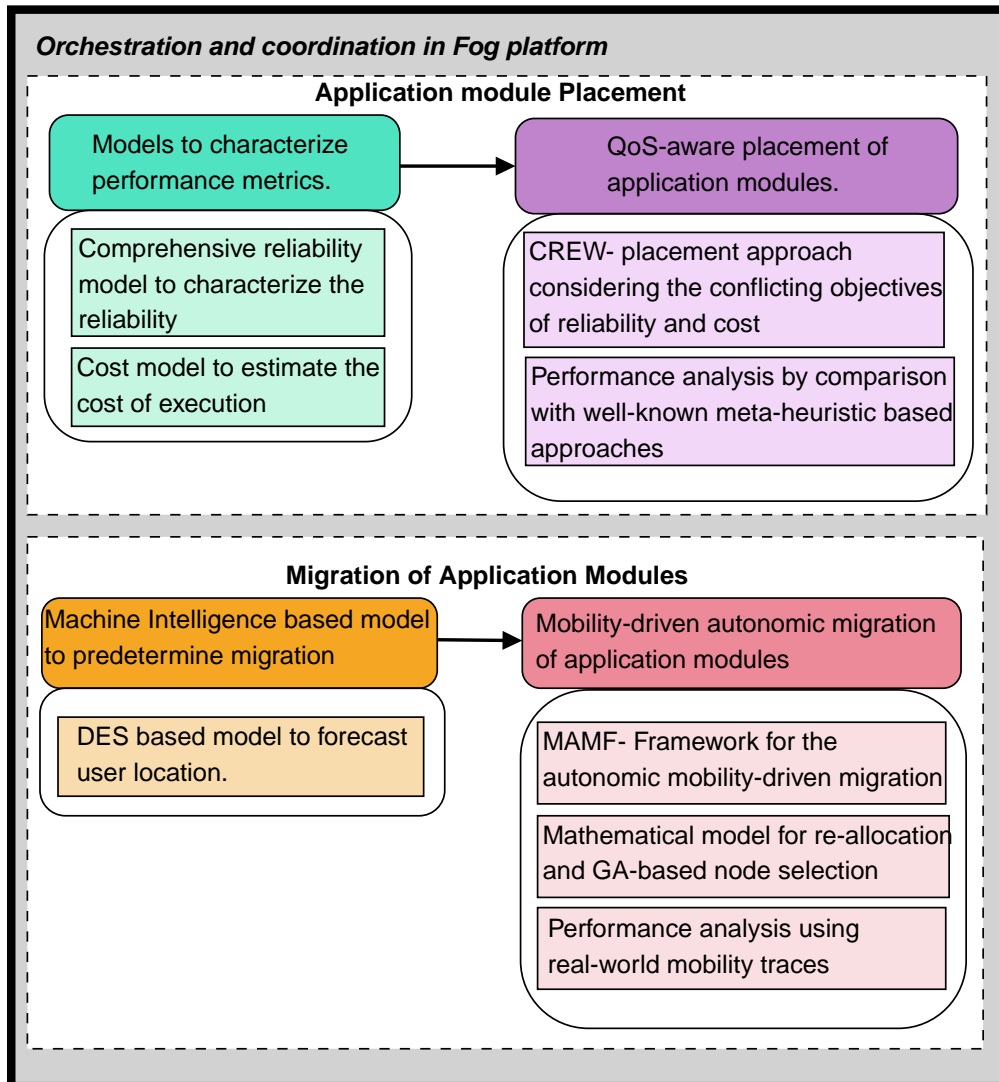 Orchestration and coordination in Fog platform
Application module Placement
Models to characterize
performance metrics.
QoS-aware placement of
application modules.
Comprehensive reliability
model to characterize the
reliability
Cost model to estimate the
cost of execution
CREW- placement approach
considering the conflicting objectives
of reliability and cost
Performance analysis by comparison
with well-known meta-heuristic based
approaches
Migration of Application Modules
Machine Intelligence based model
to predetermine migration
Mobility-driven autonomic migration
of application modules
DES based model to forecast
user location.
MAMF- Framework for the
autonomic mobility-driven migration
Mathematical model for re-allocation
and GA-based node selection
Performance analysis using
real-world mobility traces